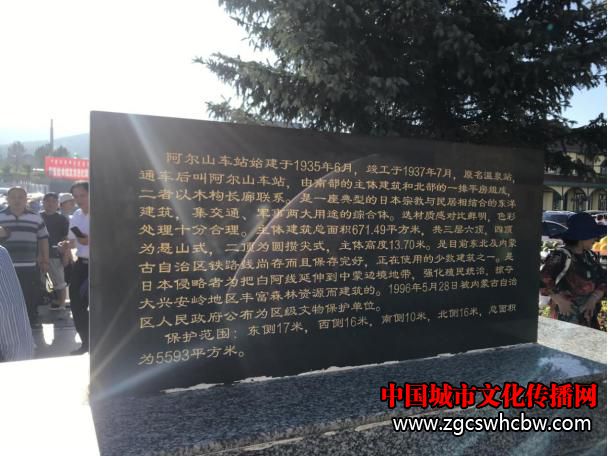 阿尔山车站始建于1935年6月，竣工于1937年7月，原名温泉站，
通车后叫阿尔山车站，由南部的主体建筑和北部的一排平房组成，
二者以木构长廊联系。是一座典型的日本宗教与民居相结合的东洋
建筑，集交通、军事两大用途的综合体。选材质感对比鲜明，色彩
处理十分合理。主体建筑总面积671.49平方米，共三层六顶，四顶
为悬山式，二顶为圆攒尖式，主体高度13.70米。是目前东北及内蒙
古自治区铁路线尚存而且保存完好，正在使用的少数建筑之一。是
日本侵略者为把白阿线延伸到中蒙边境地带，强化殖民统治，掠夺
大兴安岭地区丰富森林资源而建筑的。1996年5月28日被内蒙古自治
区人民政府公布为区级文物保护单位。
保护范围：东侧17米，西侧16米，南侧10米，北侧16米，总面积
为5593平方米。
中国城市文化传播网
www.zgcswhcbw.com